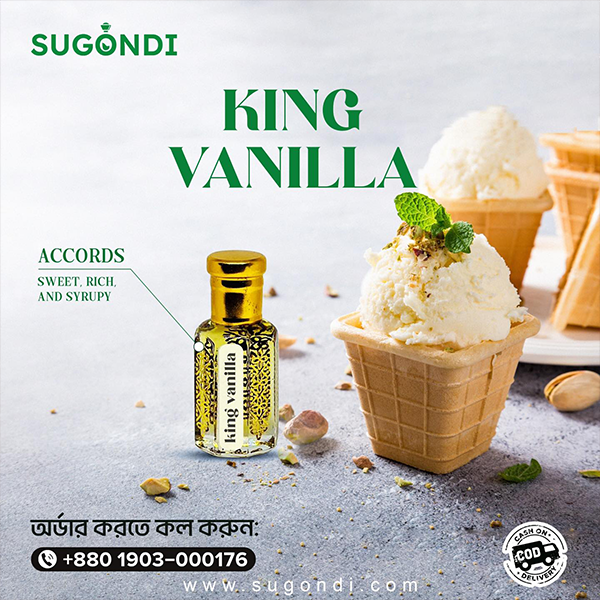 SUGONDI
KING
VANILLA
ACCORDS
SWEET, RICH,
AND SYRUPY
king vanilla
অর্ডার করতে কল করুন:
+880 1903-000176
CASH ON
COD
DELIVERY
www.sugondi.com